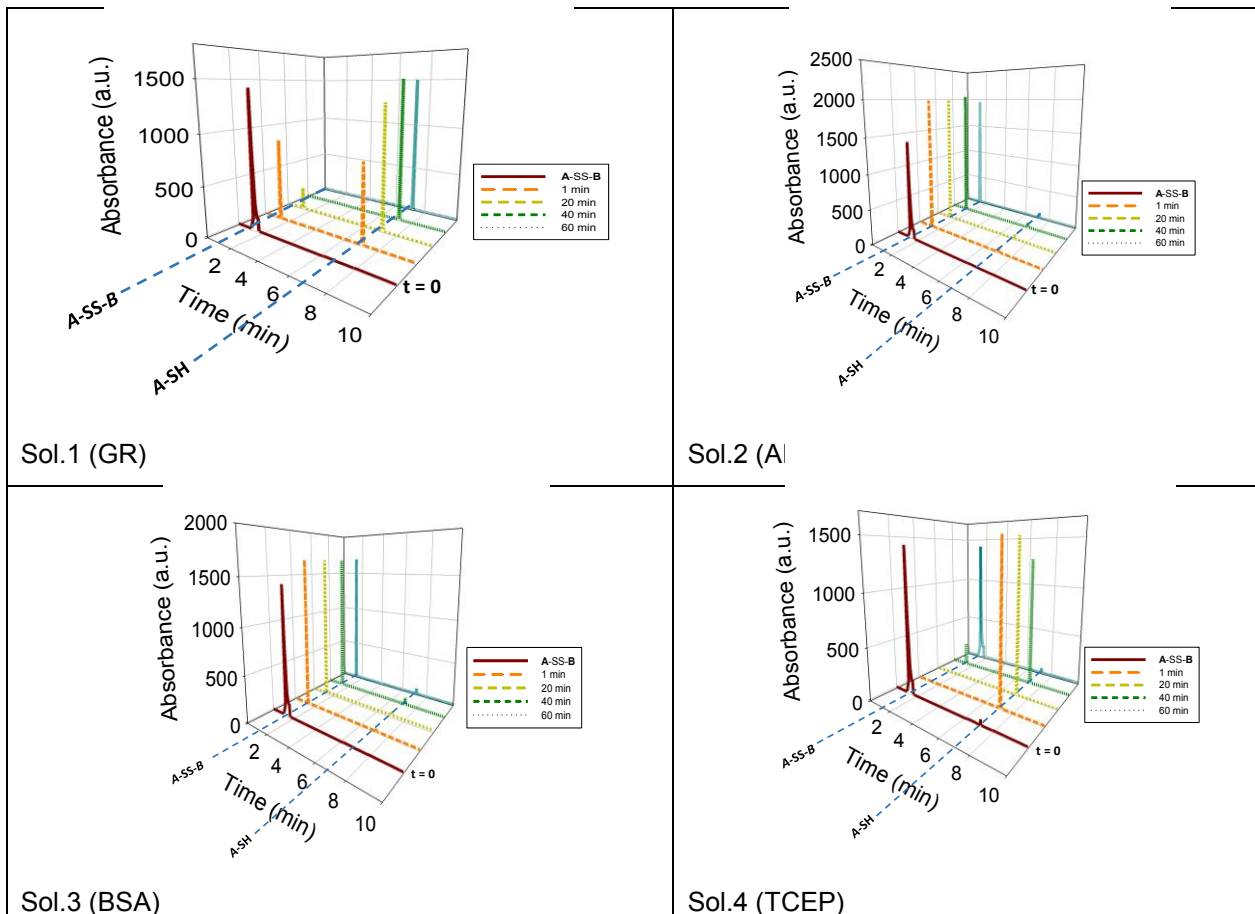 Absorbance (a.u.)
1500
1000
500
0
2
4
6
8
10
Time (min)
A-SS-B
A-SH
t = 0
A-SS-B
1 min
20 min
40 min
60 min
Sol.1 (GR)
Absorbance (a.u.)
2500
2000
1500
1000
500
0
2
4
6
8
10
Time (min)
A-SS-B
A-SH
t = 0
A-SS-B
1 min
20 min
40 min
60 min
Sol.2 (A
Absorbance (a.u.)
2000
1500
1000
500
0
2
4
6
8
10
Time (min)
A-SS-B
A-SH
t = 0
A-SS-B
1 min
20 min
40 min
60 min
Sol.3 (BSA)
Absorbance (a.u.)
1500
1000
500
0
2
4
6
8
10
Time (min)
A-SS-B
A-SH
t = 0
A-SS-B
1 min
20 min
40 min
60 min
Sol.4 (TCEP)